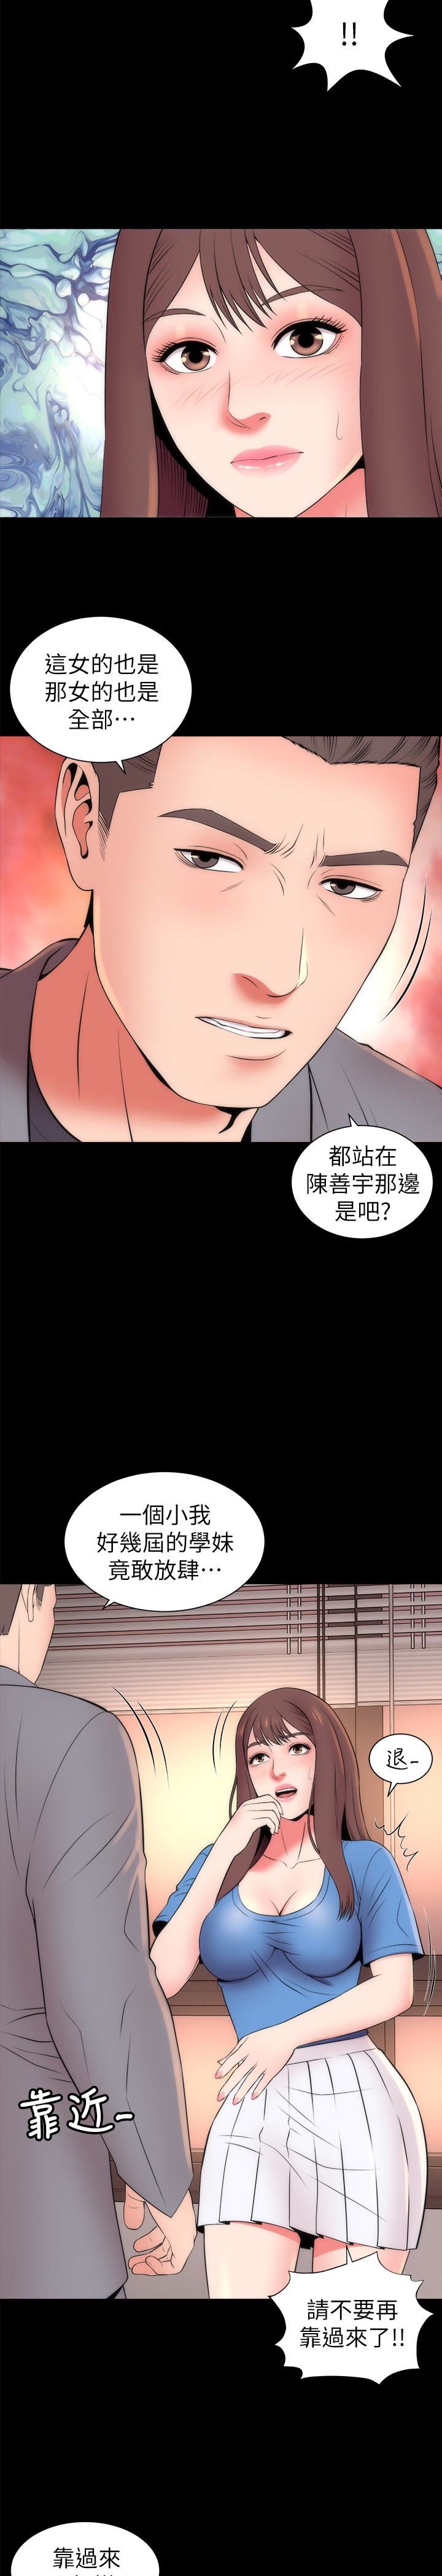 !!
這女的也是
那女的也是
全部…
都站在
陳善宇那邊
是吧?
一個小我
好幾屆的學妹
竟敢放肆…
退-
靠近-
請不要再
靠過來了!!
靠過來